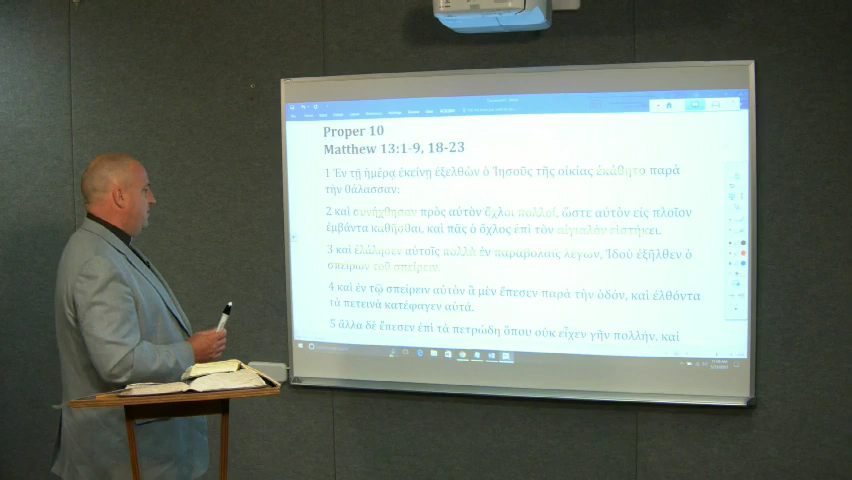 Proper 10
Matthew 13:1-9, 18-23
1 Ἐν τῇ ἡμέρᾳ ἐκείνῃ ἐξελθὼν ὁ Ἰησοῦς τῆς οἰκίας ἐκάθητο παρὰ
τὴν θάλασσαν·
2 καὶ συνήχθησαν πρὸς αὐτὸν ὄχλοι πολλοί, ὥστε αὐτὸν εἰς πλοῖον
ἐμβάντα καθῆσθαι, καὶ πᾶς ὁ ὄχλος ἐπὶ τὸν αἰγιαλὸν εἱστήκει.
3 καὶ ἐλάλησεν αὐτοῖς πολλὰ ἐν παραβολαῖς λέγων, Ἰδοὺ ἐξῆλθεν ὁ
σπείρων τοῦ σπείρειν.
4 καὶ ἐν τῷ σπείρειν αὐτὸν ἃ μὲν ἔπεσεν παρὰ τὴν ὁδόν, καὶ ἐλθόντα
τὰ πετεινὰ κατέφαγεν αὐτά.
5 ἄλλα δὲ ἔπεσεν ἐπὶ τὰ πετρώδη ὅπου οὐκ εἶχεν γῆν πολλήν, καὶ